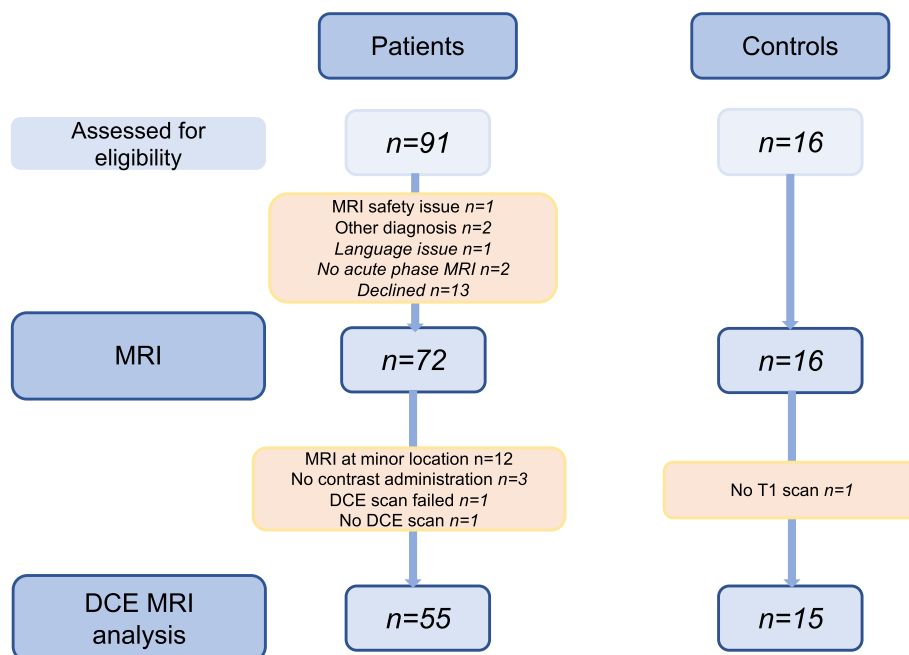 Patients
Controls
Assessed for
eligibility
n=91
n=16
MRI safety issue n=1
Other diagnosis n=2
Language issue n=1
No acute phase MRI n=2
Declined n=13
MRI
n=72
n=16
MRI at minor location n=12
No contrast administration n=3
DCE scan failed n=1
No DCE scan n=1
No T1 scan n=1
DCE MRI
analysis
n=55
n=15